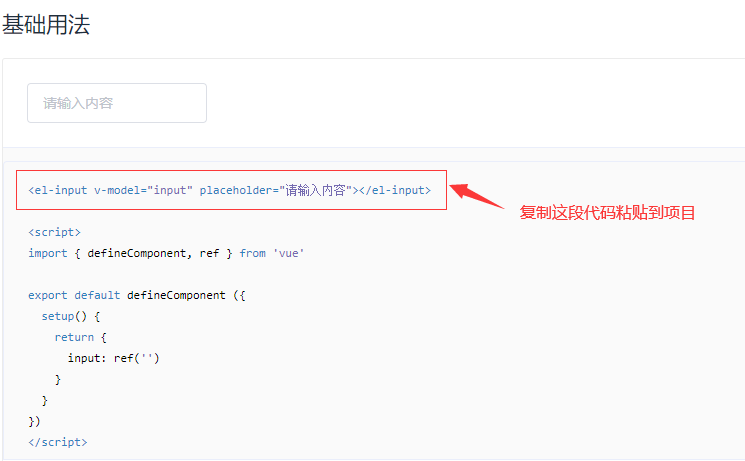 基础用法
请输入内容
<el-input v-model="input" placeholder="请输入内容"></el-input>
复制这段代码粘贴到项目
<script>
import { defineComponent, ref } from 'vue'
export default defineComponent ({
  setup() {
    return {
      input: ref('')
    }
  }
})
</script>